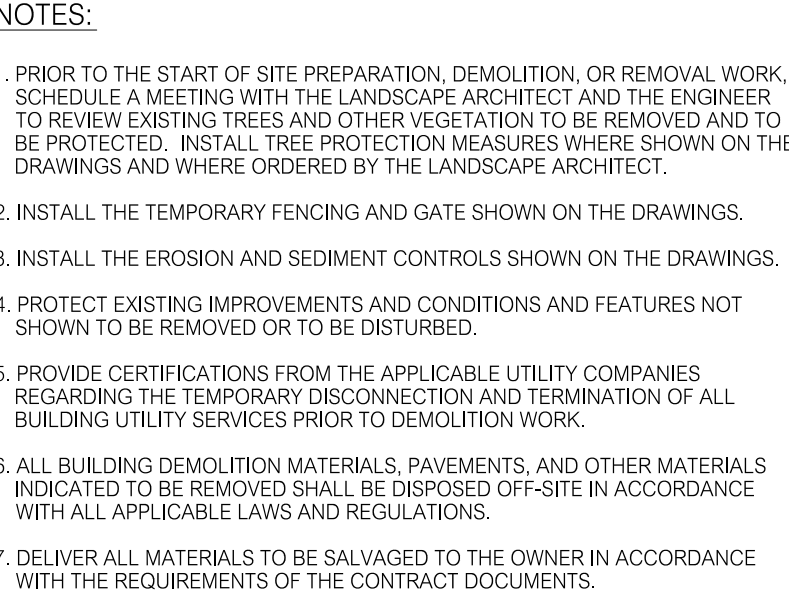 NOTES:
1. PRIOR TO THE START OF SITE PREPARATION, DEMOLITION, OR REMOVAL WORK,
SCHEDULE A MEETING WITH THE LANDSCAPE ARCHITECT AND THE ENGINEER
TO REVIEW EXISTING TREES AND OTHER VEGETATION TO BE REMOVED AND TO
BE PROTECTED. INSTALL TREE PROTECTION MEASURES WHERE SHOWN ON THE
DRAWINGS AND WHERE ORDERED BY THE LANDSCAPE ARCHITECT.
2. INSTALL THE TEMPORARY FENCING AND GATE SHOWN ON THE DRAWINGS.
3. INSTALL THE EROSION AND SEDIMENT CONTROLS SHOWN ON THE DRAWINGS.
4. PROTECT EXISTING IMPROVEMENTS AND CONDITIONS AND FEATURES NOT
SHOWN TO BE REMOVED OR TO BE DISTURBED.
5. PROVIDE CERTIFICATIONS FROM THE APPLICABLE UTILITY COMPANIES
REGARDING THE TEMPORARY DISCONNECTION AND TERMINATION OF ALL
BUILDING UTILITY SERVICES PRIOR TO DEMOLITION WORK.
6. ALL BUILDING DEMOLITION MATERIALS, PAVEMENTS, AND OTHER MATERIALS
INDICATED TO BE REMOVED SHALL BE DISPOSED OFF-SITE IN ACCORDANCE
WITH ALL APPLICABLE LAWS AND REGULATIONS.
7. DELIVER ALL MATERIALS TO BE SALVAGED TO THE OWNER IN ACCORDANCE
WITH THE REQUIREMENTS OF THE CONTRACT DOCUMENTS.